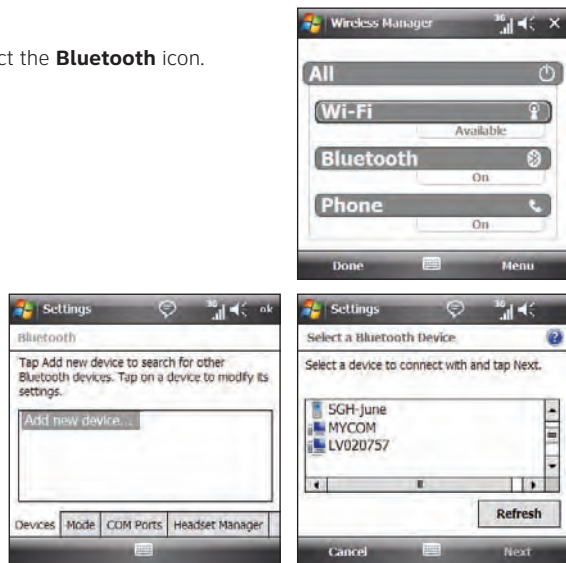 Wireless Manager 3G
ct the Bluetooth icon.
All
Wi-Fi
Available
Bluetooth
On
Phone
On
Done Menu
Settings 3G ok
Bluetooth
Tap Add new device to search for other
Bluetooth devices. Tap on a device to modify its
settings.
Add new device...
Devices Mode COM Ports Headset Manager
Settings 3G
Select a Bluetooth Device
Select a device to connect with and tap Next.
SGH-June
MYCOM
LV020757
Refresh
Cancel Next